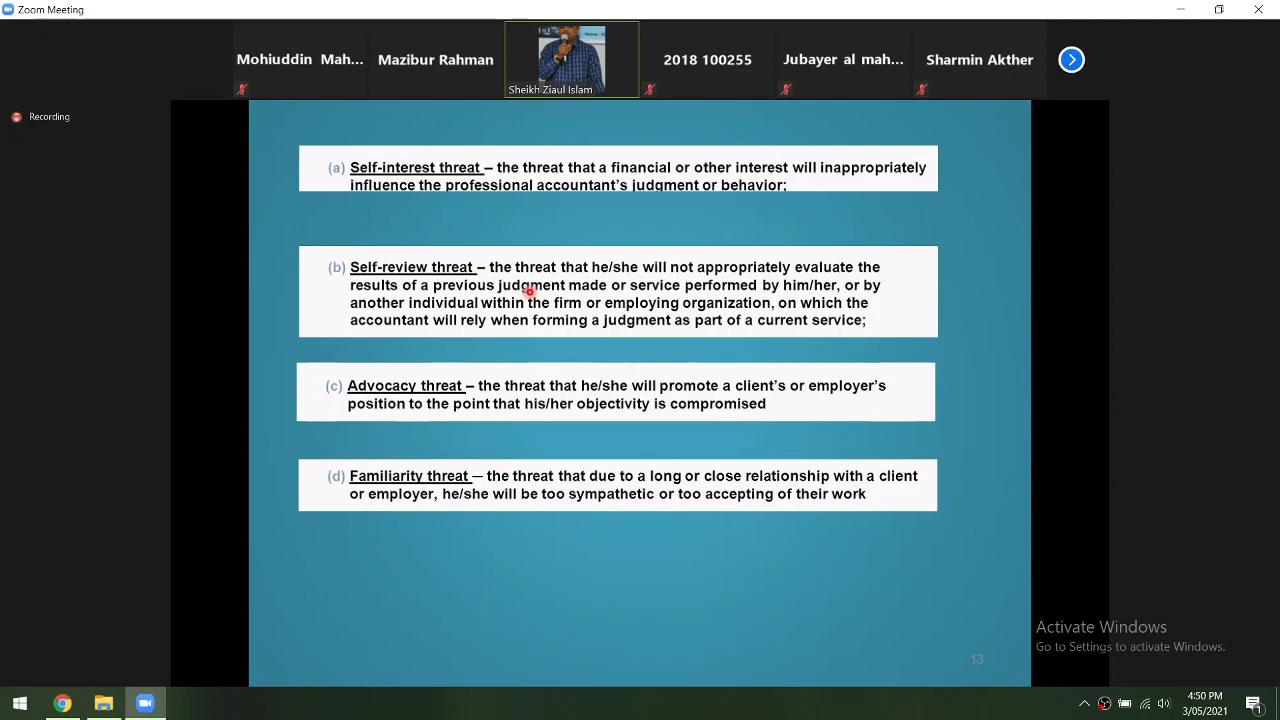 Zoom Meeting
Mohiuddin Mah...
Mazibur Rahman
Sheikh Ziaul Islam
2018 100255
Jubayer al mah...
Sharmin Akther
Recording
(a) Self-interest threat – the threat that a financial or other interest will inappropriately
influence the professional accountant's judgment or behavior;
(b) Self-review threat – the threat that he/she will not appropriately evaluate the
results of a previous judgment made or service performed by him/her, or by
another individual within the firm or employing organization, on which the
accountant will rely when forming a judgment as part of a current service;
(c) Advocacy threat – the threat that he/she will promote a client's or employer's
position to the point that his/her objectivity is compromised
(d) Familiarity threat — the threat that due to a long or close relationship with a client
or employer, he/she will be too sympathetic or too accepting of their work
13
Activate Windows
Go to Settings to activate Windows.
4:50 PM
3/05/2021